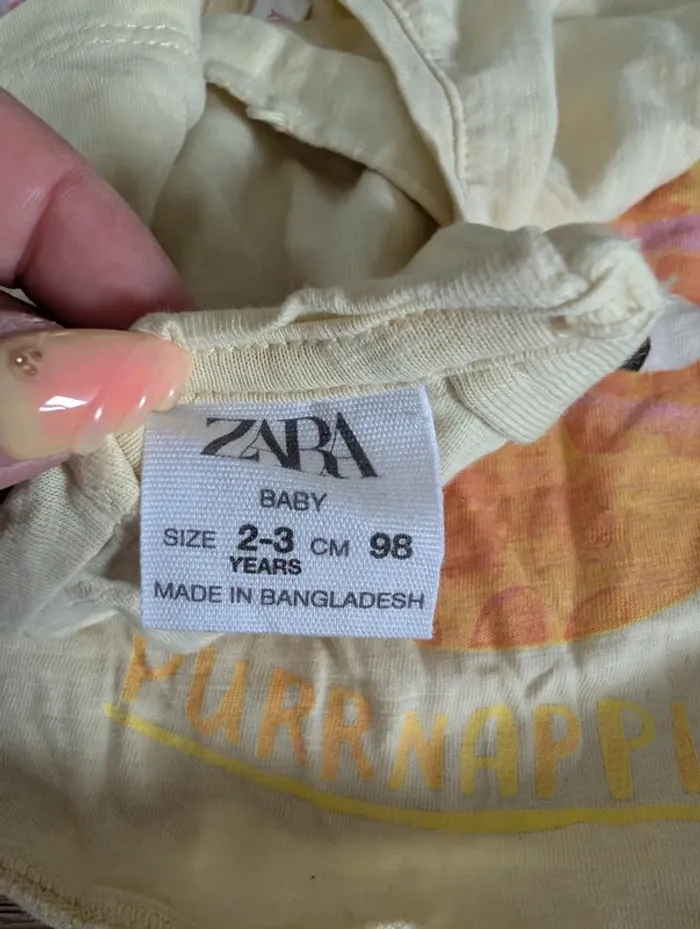 ZARA
BABY
SIZE 2-3 CM 98
YEARS
MADE IN BANGLADESH